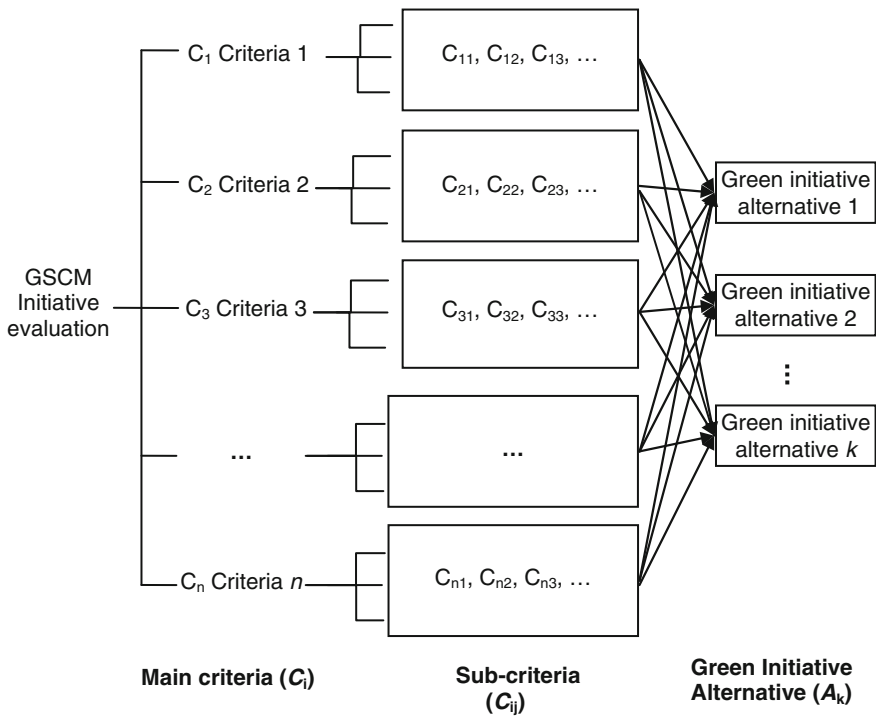 C₁ Criteria 1
C₁₁, C₁₂, C₁₃, …
C₂ Criteria 2
C₂₁, C₂₂, C₂₃, …
Green initiative
alternative 1
GSCM
Initiative
evaluation
C₃ Criteria 3
C₃₁, C₃₂, C₃₃, …
Green initiative
alternative 2
...
Green initiative
alternative k
...
...
Cₙ Criteria n
Cₙ₁, Cₙ₂, Cₙ₃, …
Main criteria (Cᵢ)
Sub-criteria
(Cᵢⱼ)
Green Initiative
Alternative (Aₖ)